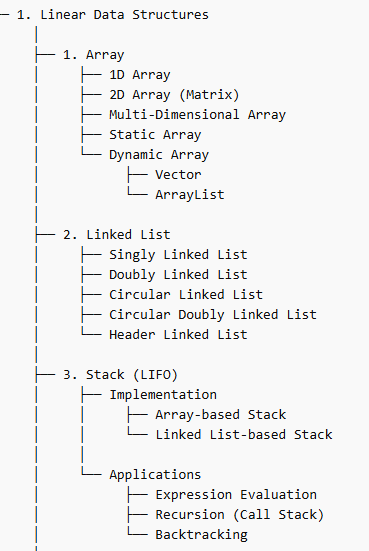 1. Linear Data Structures
1. Array
1D Array
2D Array (Matrix)
Multi-Dimensional Array
Static Array
Dynamic Array
Vector
ArrayList
2. Linked List
Singly Linked List
Doubly Linked List
Circular Linked List
Circular Doubly Linked List
Header Linked List
3. Stack (LIFO)
Implementation
Array-based Stack
Linked List-based Stack
Applications
Expression Evaluation
Recursion (Call Stack)
Backtracking